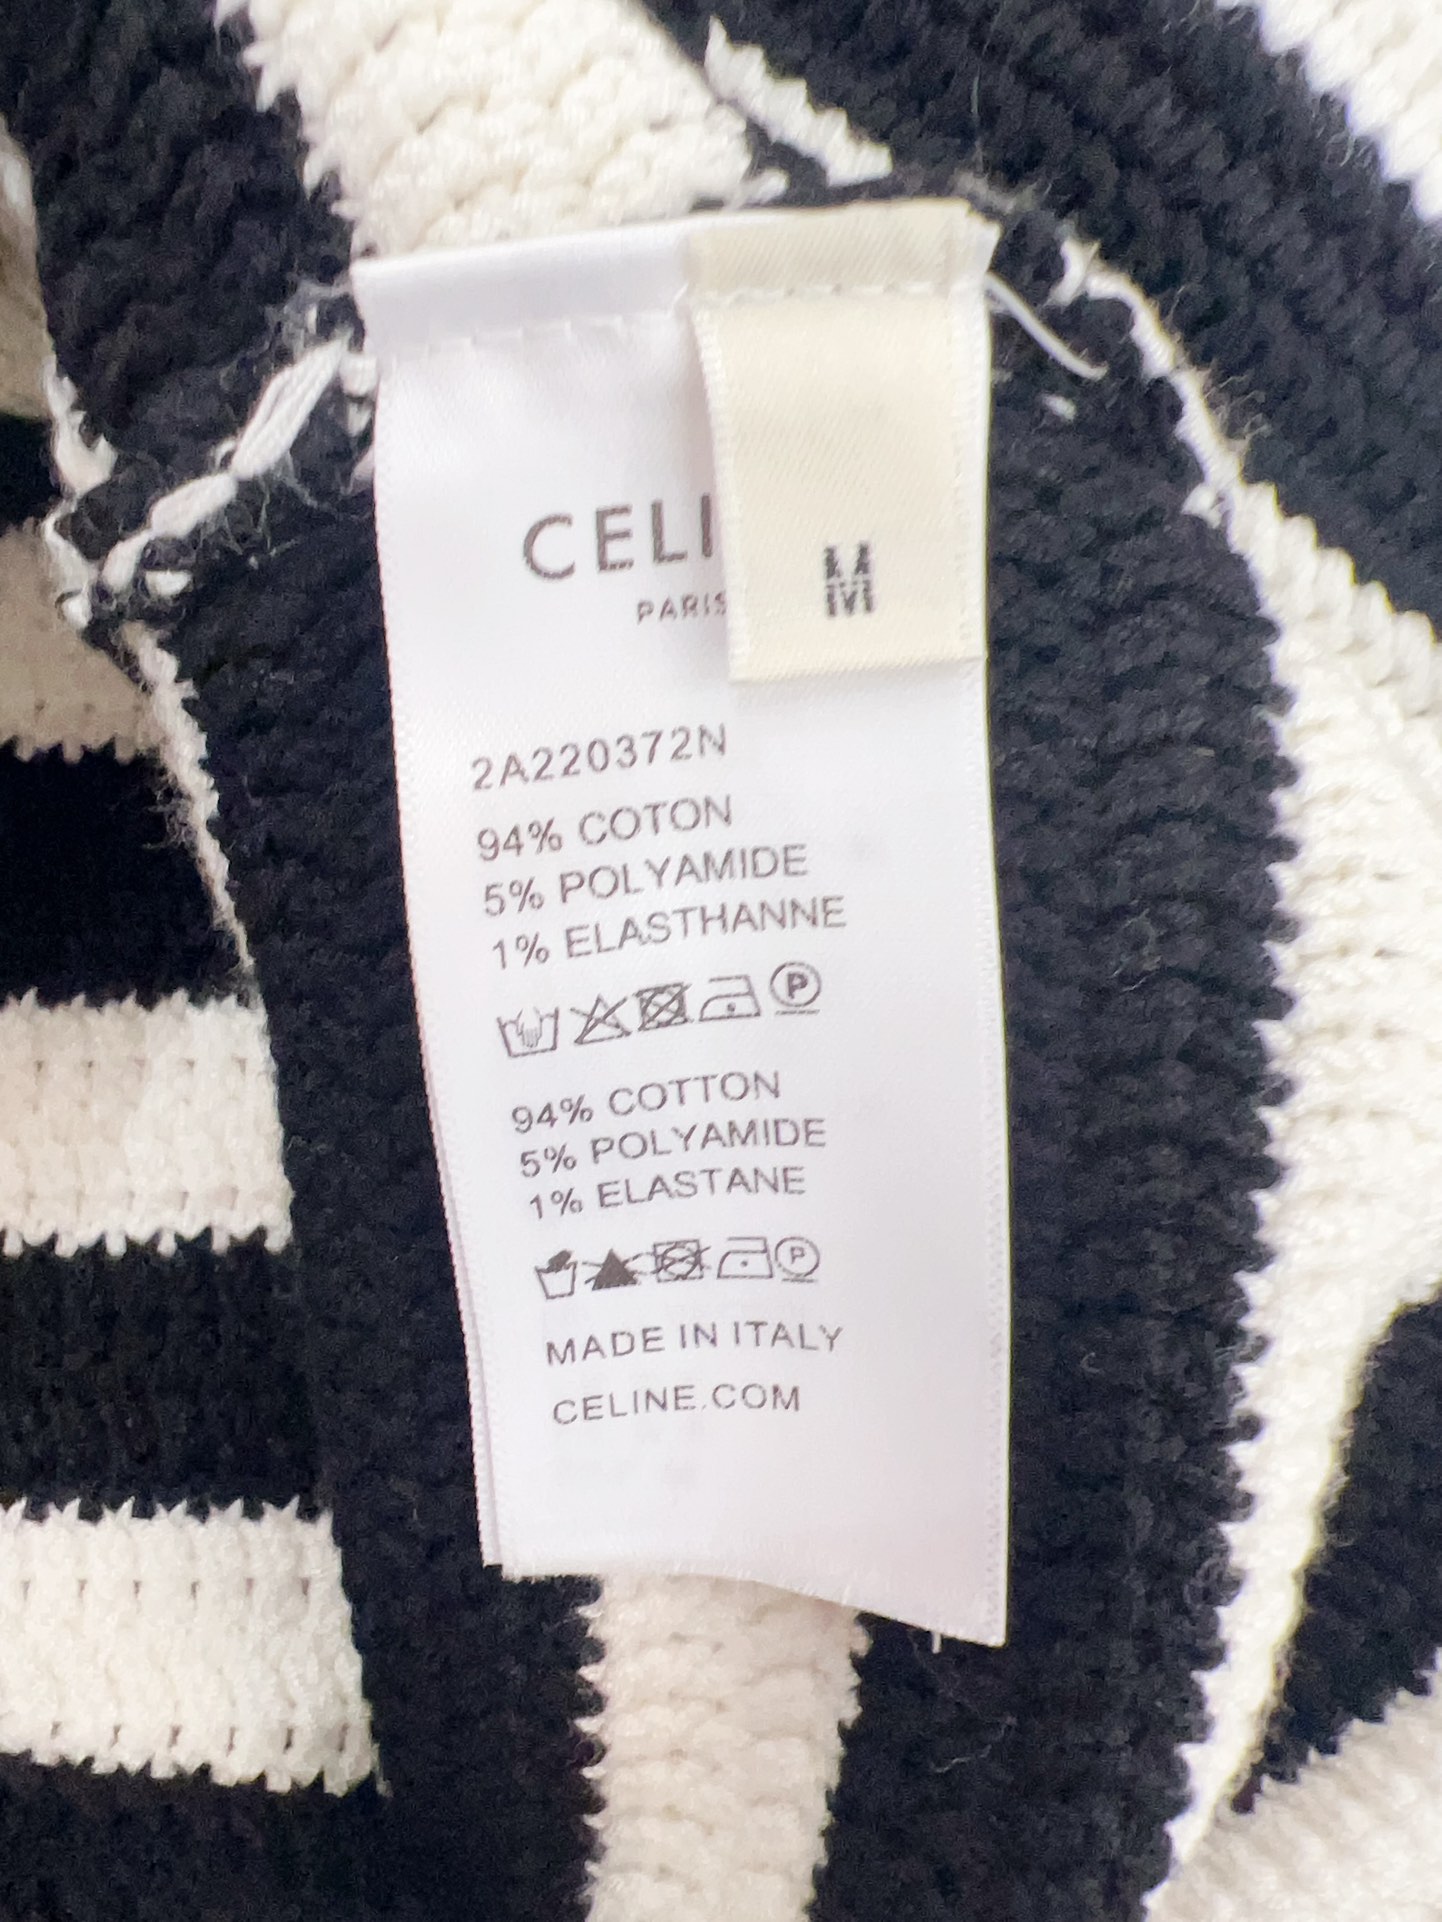 CELI
PARIS
M
2A220372N
94% COTON
5% POLYAMIDE
1% ELASTHANNE
P
94% COTTON
5% POLYAMIDE
1% ELASTANE
P
MADE IN ITALY
CELINE.COM